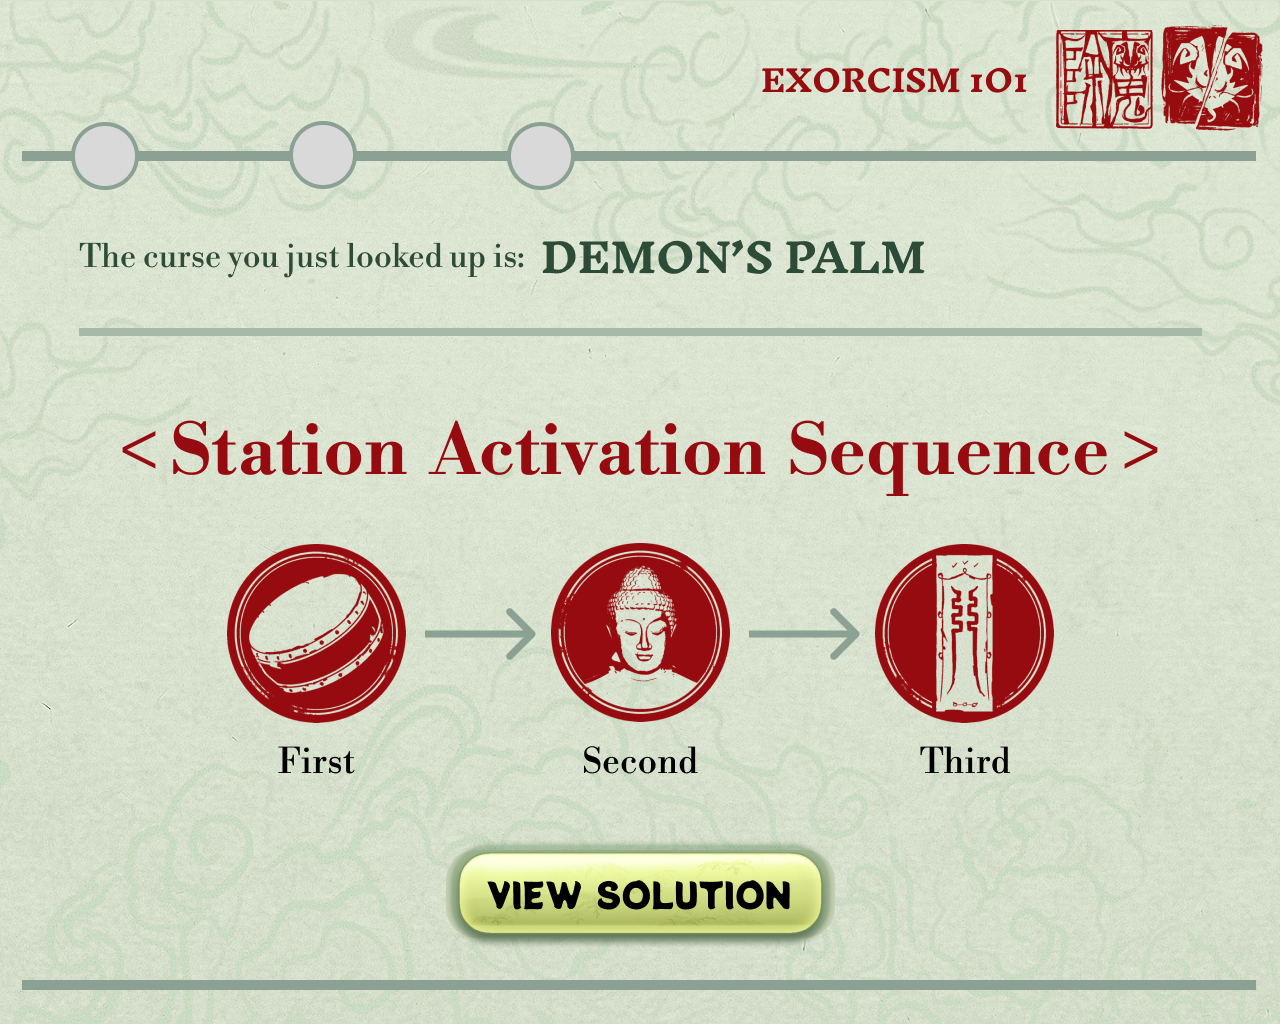 EXORCISM 101
The curse you just looked up is: DEMON'S PALM
< Station Activation Sequence >
First
Second
Third
VIEW SOLUTION